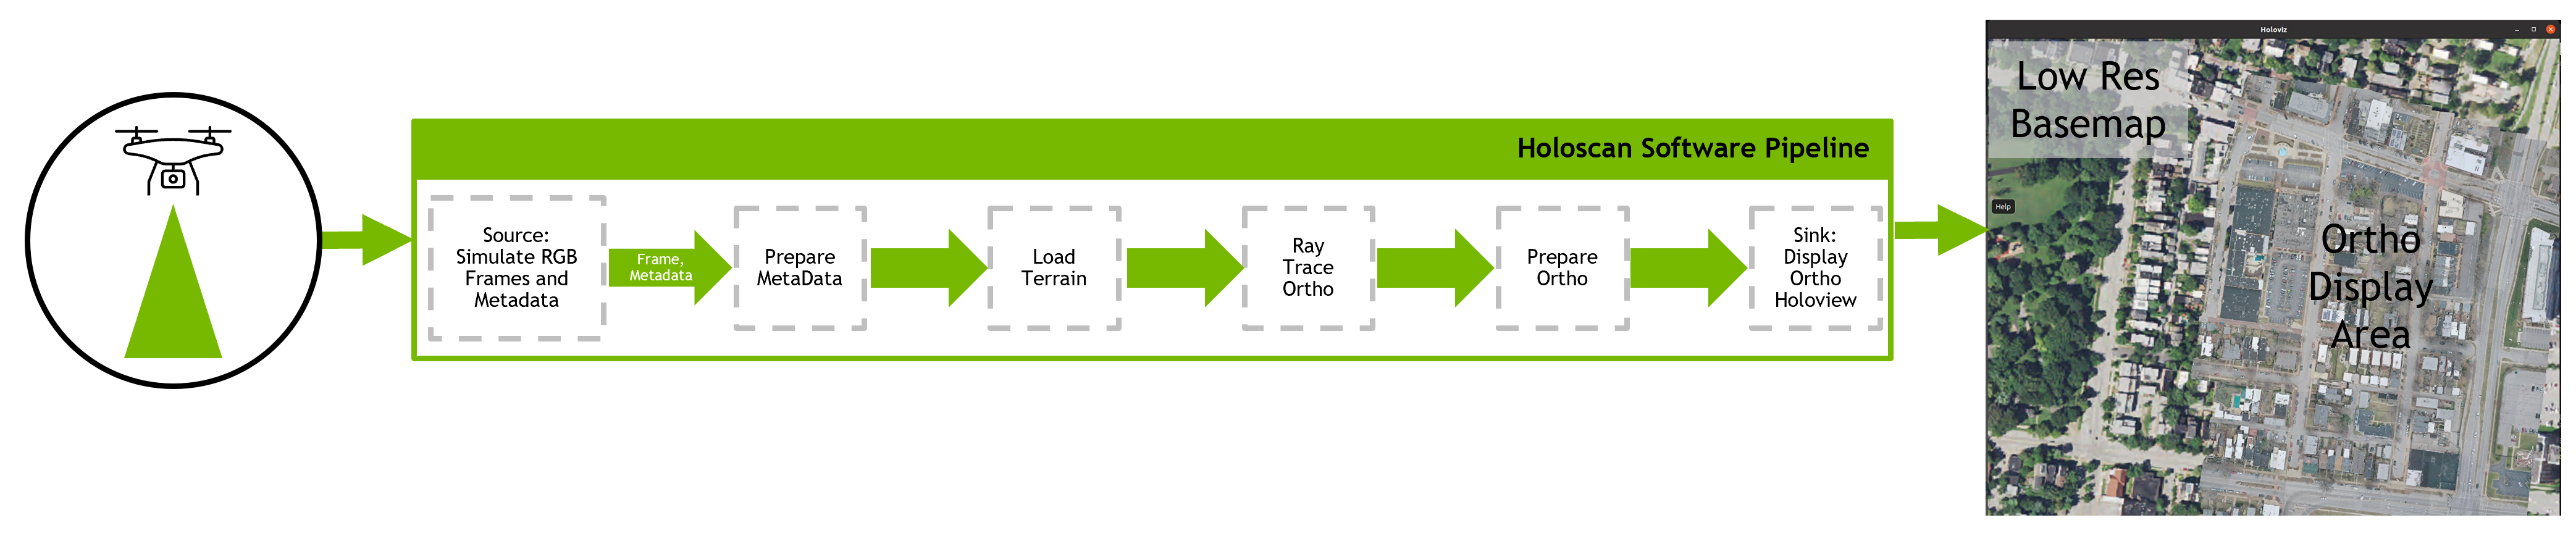 Holoscan Software Pipeline
Source:
Simulate RGB
Frames and
Metadata
Frame,
Metadata
Prepare
MetaData
Load
Terrain
Ray
Trace
Ortho
Prepare
Ortho
Sink:
Display
Ortho
Holoview
Holoviz
Low Res
Basemap
Help
Ortho
Display
Area